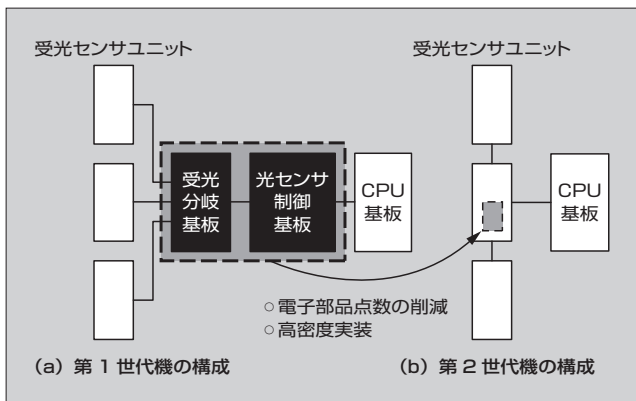 受光センサユニット
受光センサユニット
受光
分岐
基板
光センサ
制御
基板
CPU
基板
CPU
基板
○電子部品点数の削減
○高密度実装
(a) 第 1 世代機の構成
(b) 第 2 世代機の構成